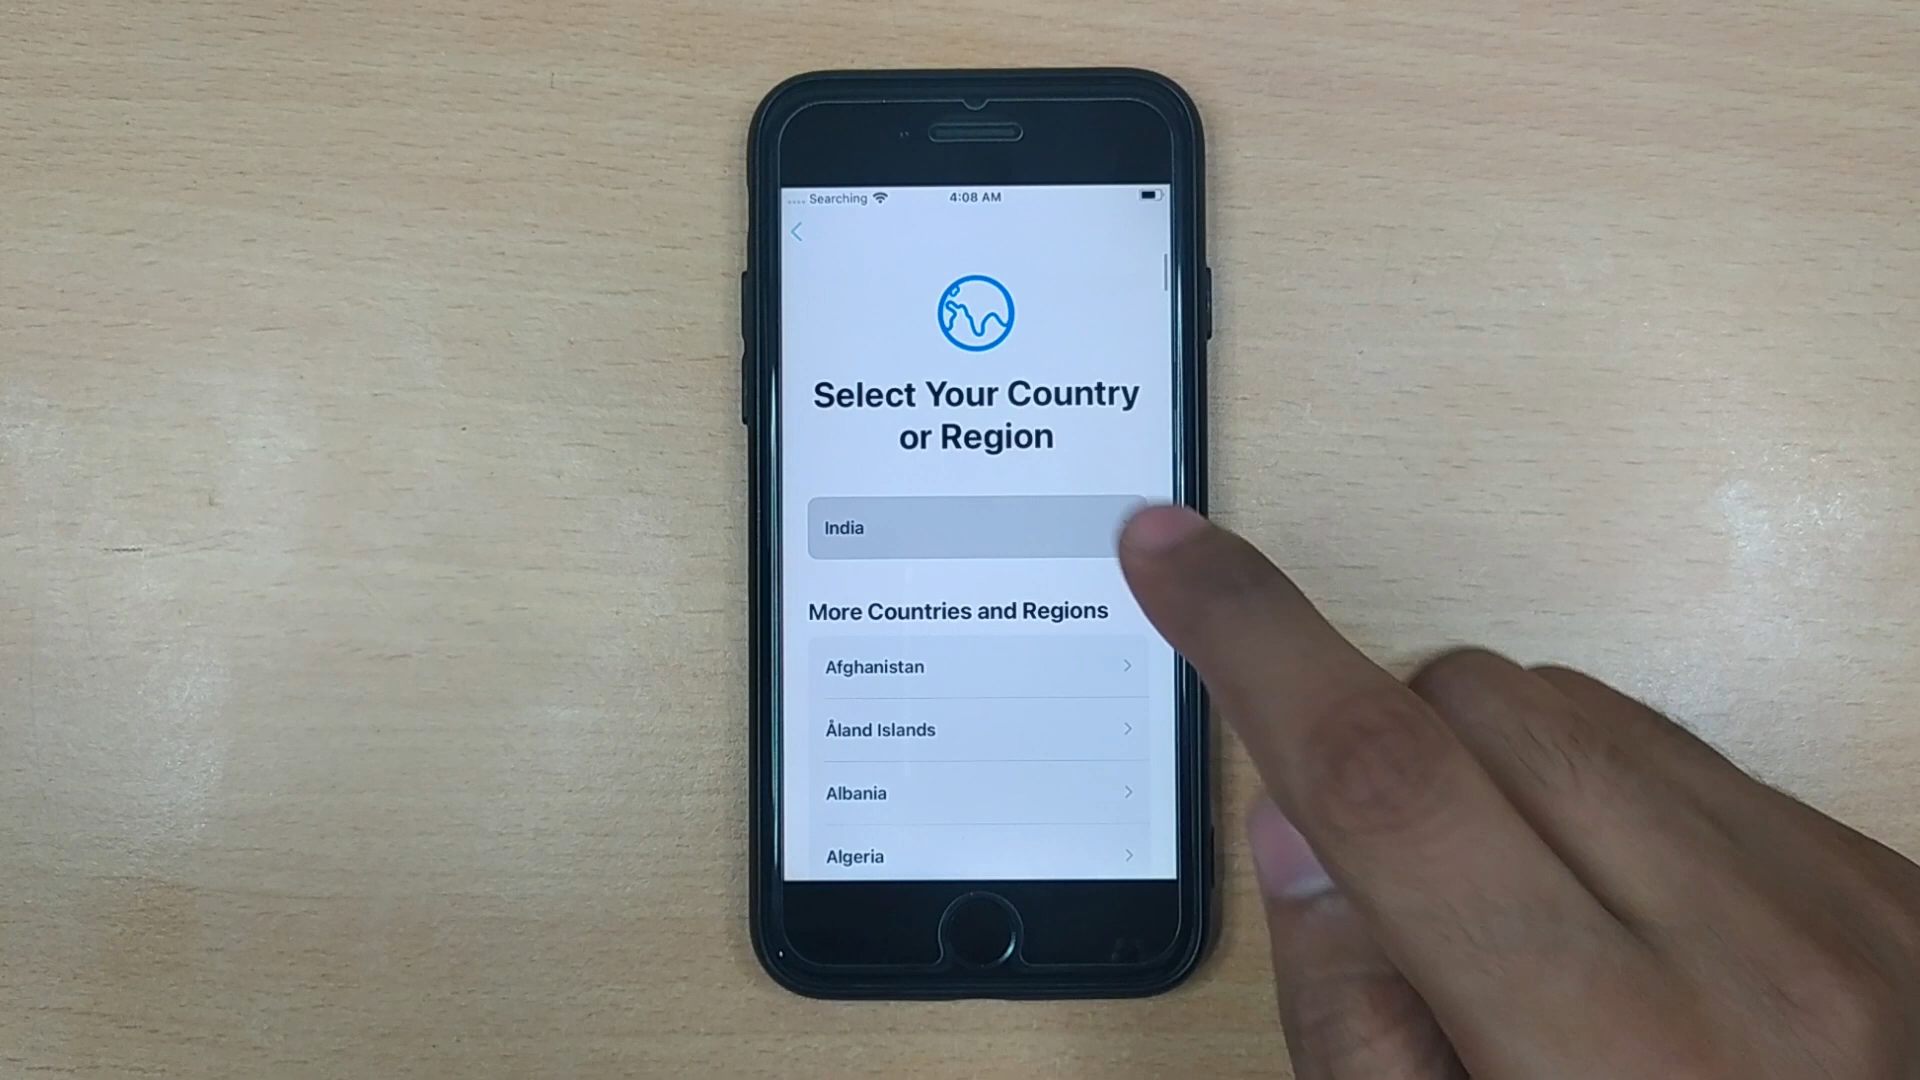 Searching 4:08 AM
Select Your Country
or Region
India
More Countries and Regions
Afghanistan
Åland Islands
Albania
Algeria